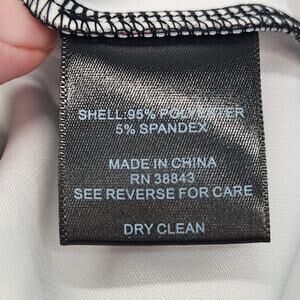 SHELL: 95% POLYESTER
5% SPANDEX
MADE IN CHINA
RN 38843
SEE REVERSE FOR CARE
DRY CLEAN